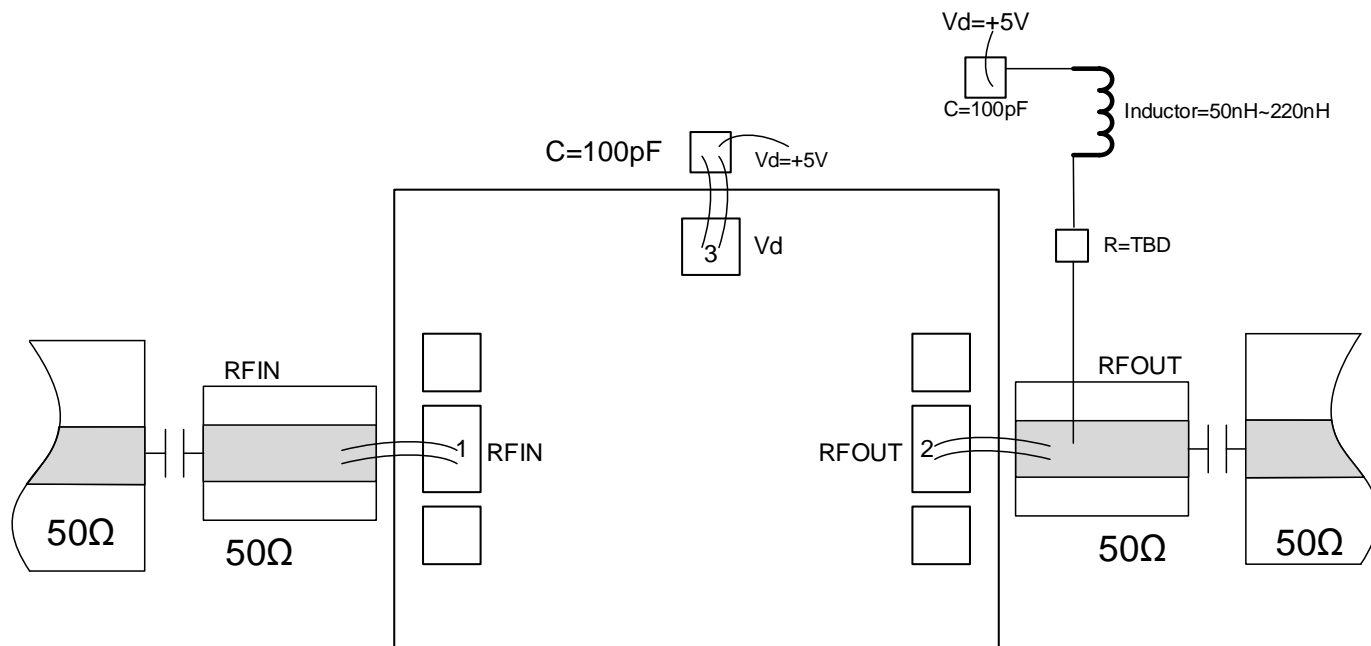 Vd=+5V
C=100pF
Inductor=50nH~220nH
C=100pF
Vd=+5V
3
Vd
R=TBD
RFIN
RFOUT
1
RFIN
RFOUT
2
50Ω
50Ω
50Ω
50Ω